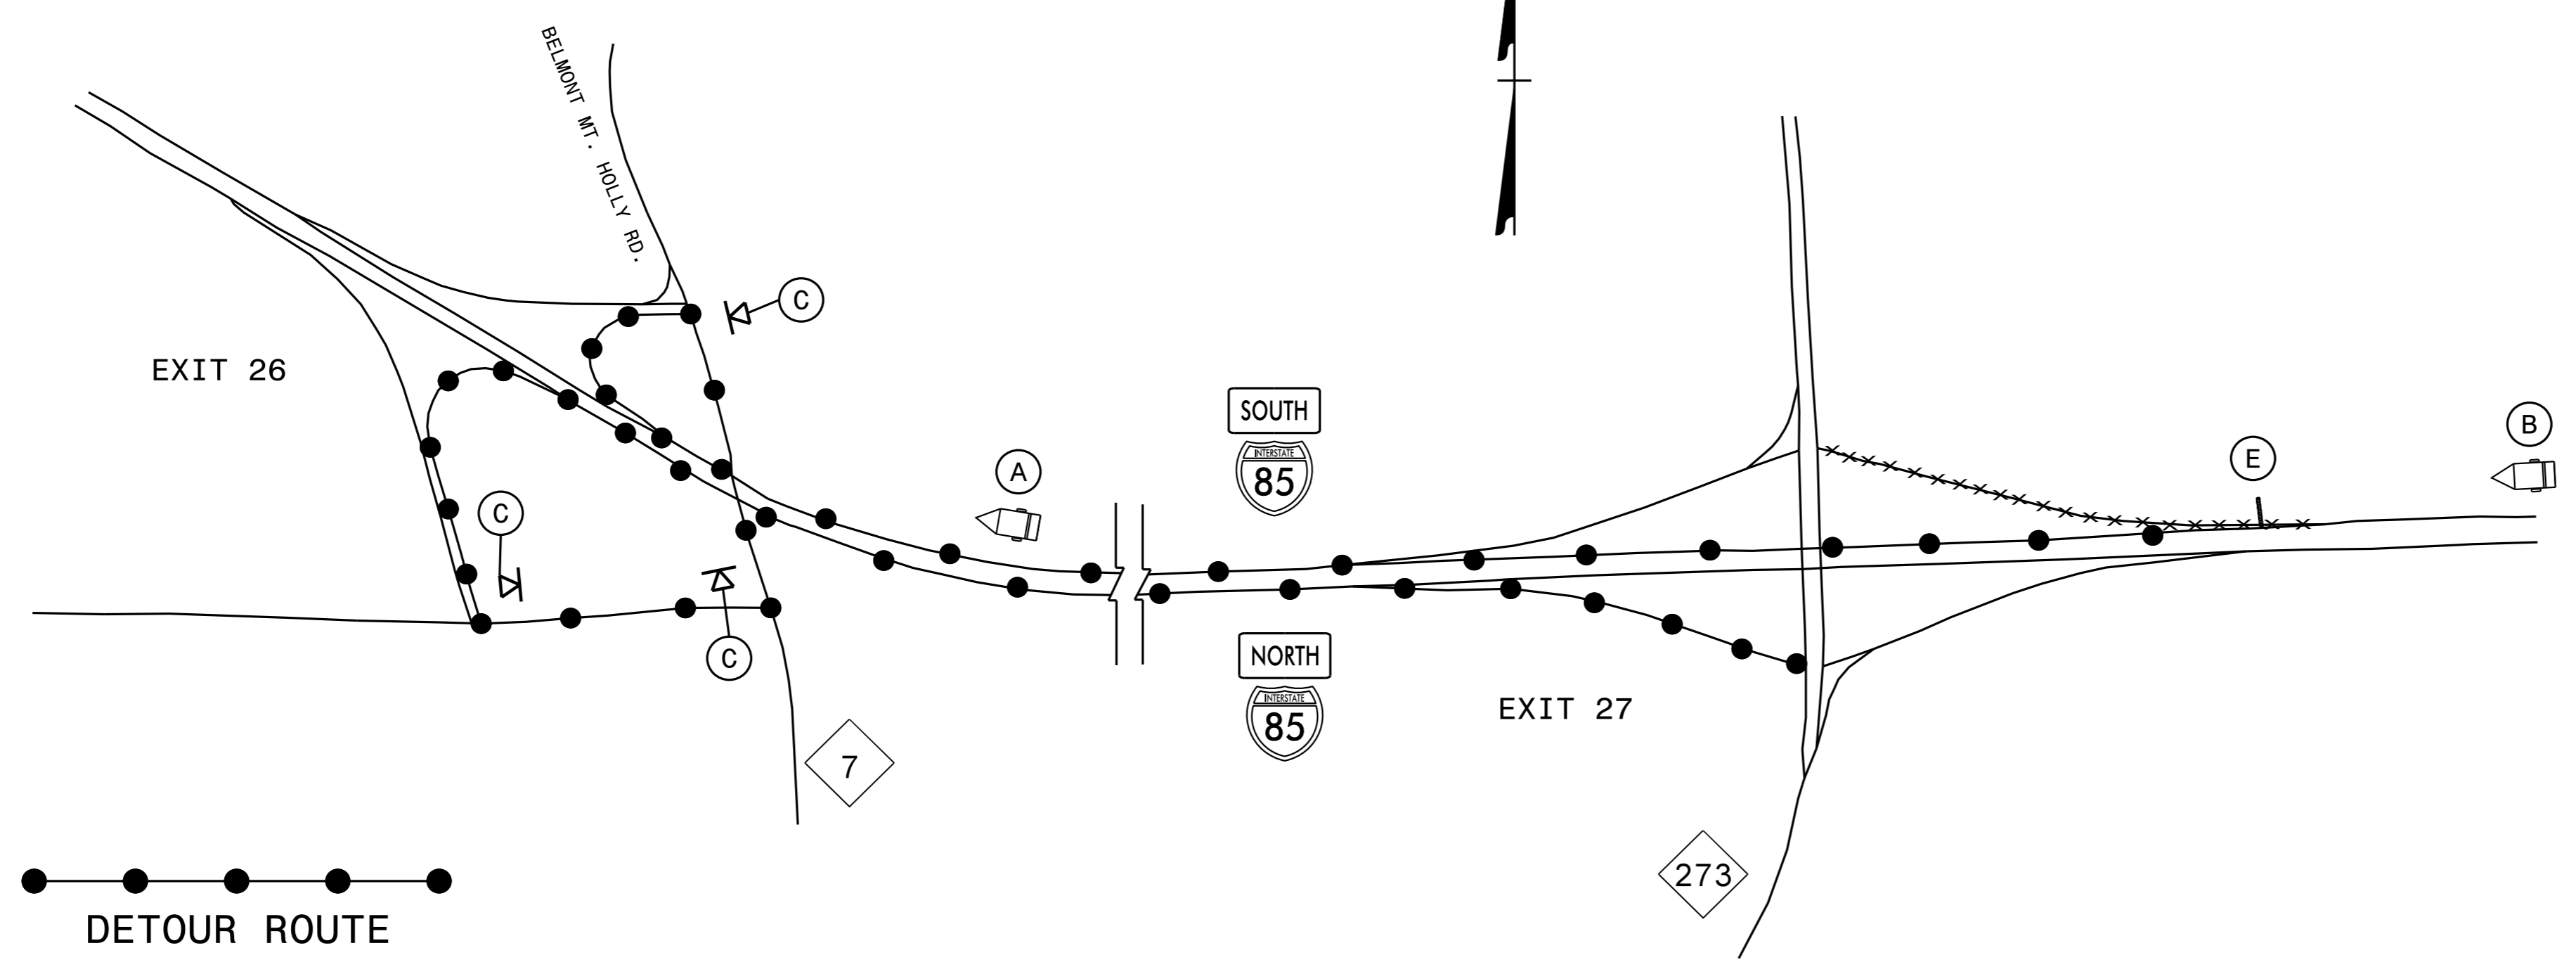 BELMONT MT. HOLLY RD.
C
EXIT 26
SOUTH
INTERSTATE
85
A
B
E
C
C
NORTH
INTERSTATE
85
EXIT 27
7
273
DETOUR ROUTE